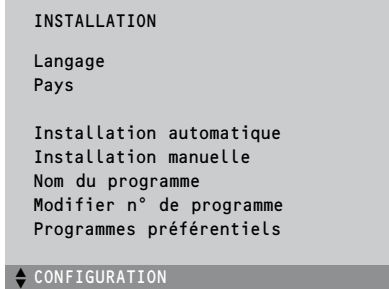 INSTALLATION
Langage
Pays
Installation automatique
Installation manuelle
Nom du programme
Modifier n° de programme
Programmes préférentiels
CONFIGURATION